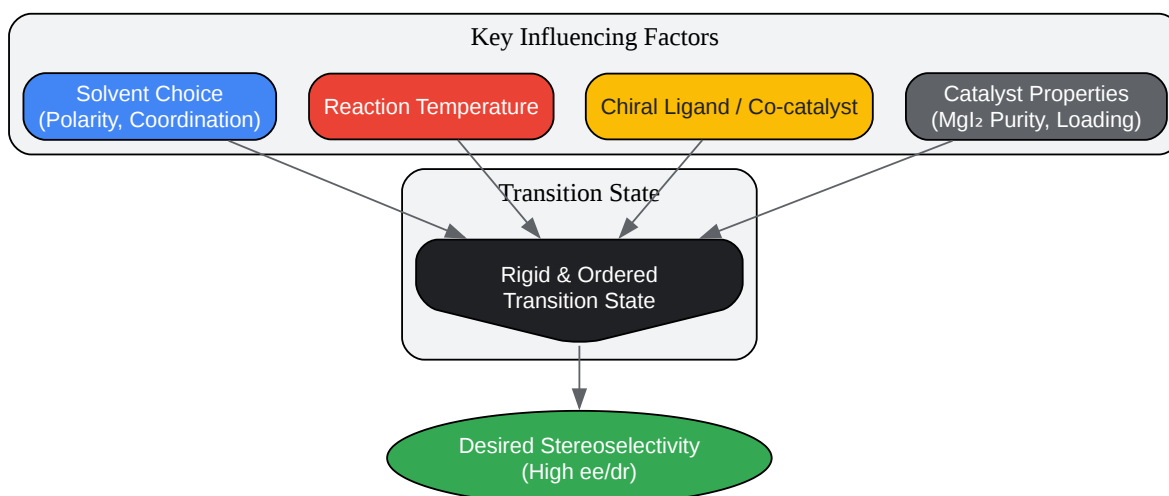 Key Influencing Factors
Solvent Choice
(Polarity, Coordination)
Reaction Temperature
Chiral Ligand / Co-catalyst
Catalyst Properties
(MgI₂ Purity, Loading)
Transition State
Rigid & Ordered
Transition State
Desired Stereoselectivity
(High ee/dr)